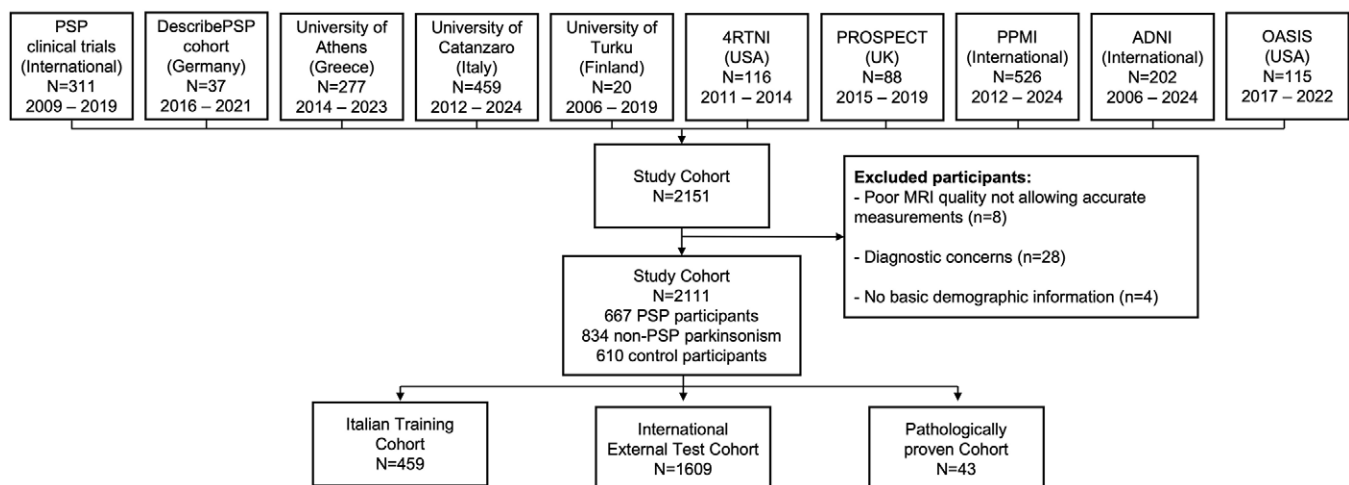 PSP
clinical trials
(International)
N=311
2009 – 2019
DescribePSP
cohort
(Germany)
N=37
2016 – 2021
University of
Athens
(Greece)
N=277
2014 – 2023
University of
Catanzaro
(Italy)
N=459
2012 – 2024
University of
Turku
(Finland)
N=20
2006 – 2019
4RTNI
(USA)
N=116
2011 – 2014
PROSPECT
(UK)
N=88
2015 – 2019
PPMI
(International)
N=526
2012 – 2024
ADNI
(International)
N=202
2006 – 2024
OASIS
(USA)
N=115
2017 – 2022
Study Cohort
N=2151
Excluded participants:
- Poor MRI quality not allowing accurate
measurements (n=8)
- Diagnostic concerns (n=28)
- No basic demographic information (n=4)
Study Cohort
N=2111
667 PSP participants
834 non-PSP parkinsonism
610 control participants
Italian Training
Cohort
N=459
International
External Test Cohort
N=1609
Pathologically
proven Cohort
N=43